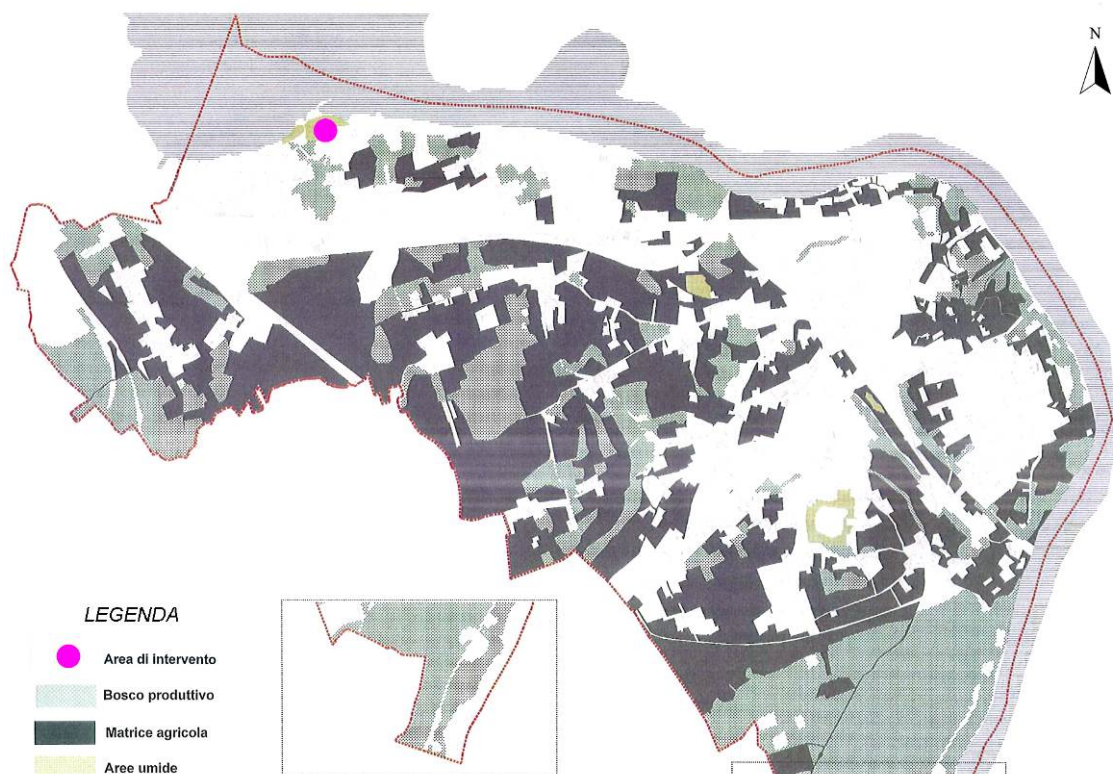 N
LEGENDA
Area di intervento
Bosco produttivo
Matrice agricola
Aree umide